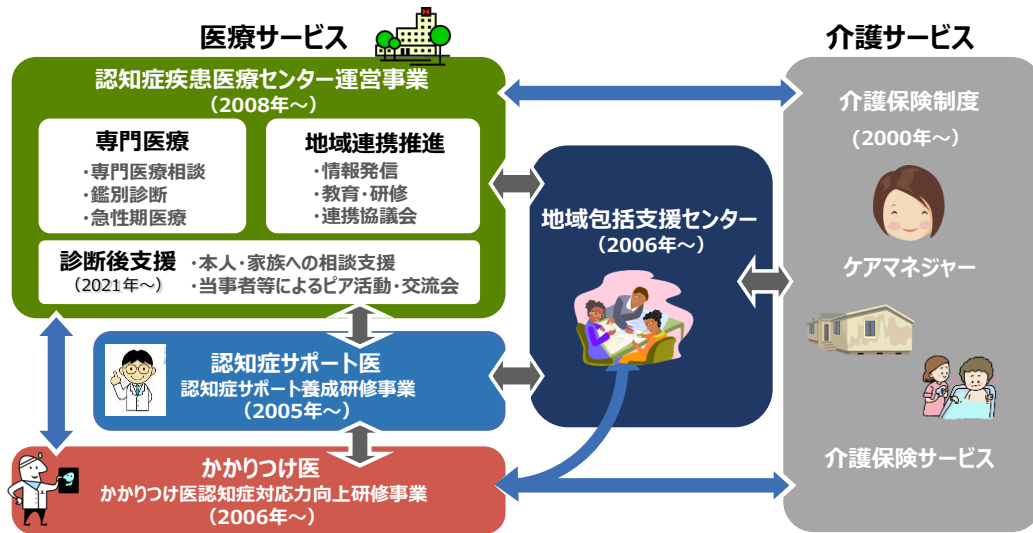 医療サービス
認知症疾患医療センター運営事業
(2008年～)
専門医療
・専門医療相談
・鑑別診断
・急性期医療
地域連携推進
・情報発信
・教育・研修
・連携協議会
診断後支援
(2021年～)
・本人・家族への相談支援
・当事者等によるピア活動・交流会
認知症サポート医
認知症サポート養成研修事業
(2005年～)
かかりつけ医
かかりつけ医認知症対応力向上研修事業
(2006年～)
地域包括支援センター
(2006年～)
介護サービス
介護保険制度
(2000年～)
ケアマネジャー
介護保険サービス